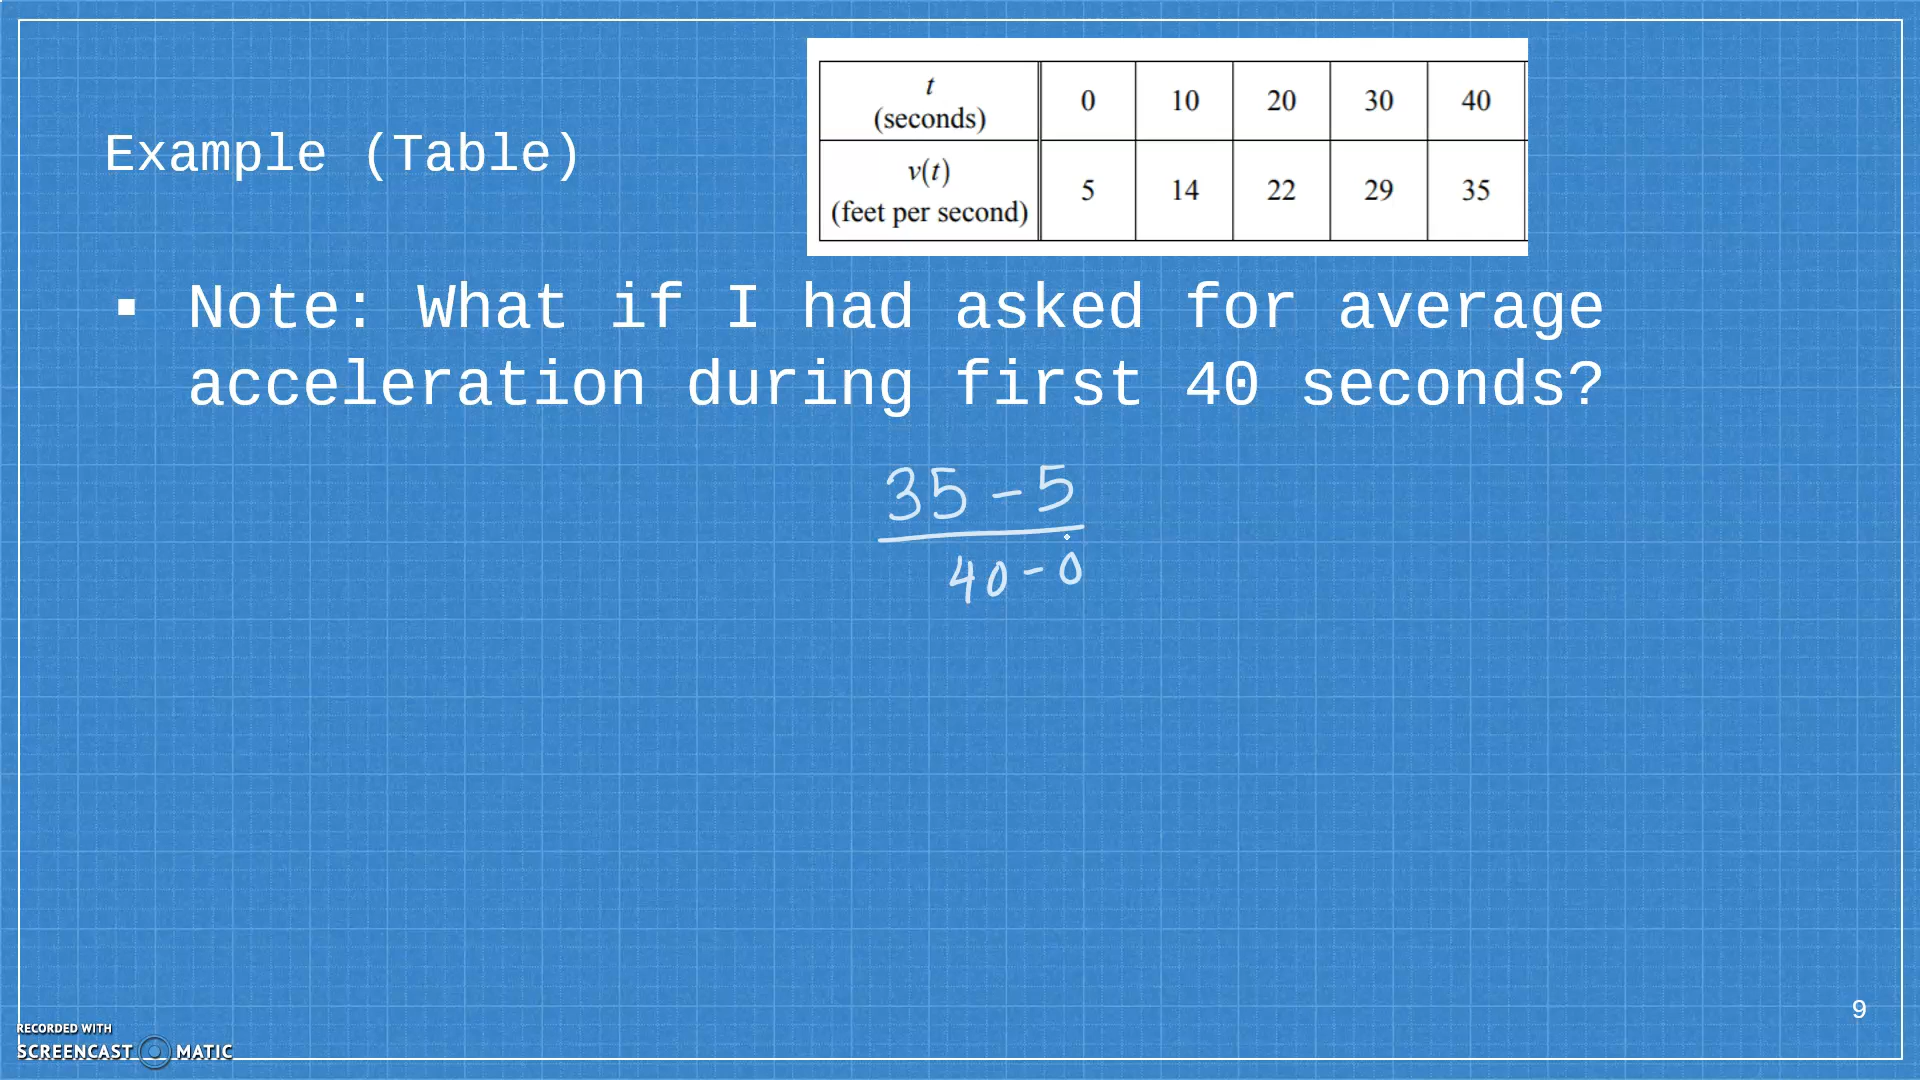 Example (Table)
t (seconds) 0 10 20 30 40
v(t) (feet per second) 5 14 22 29 35
▪ Note: What if I had asked for average
acceleration during first 40 seconds?
35 - 5
40 - 0
9
RECORDED WITH
SCREENCAST MATIC